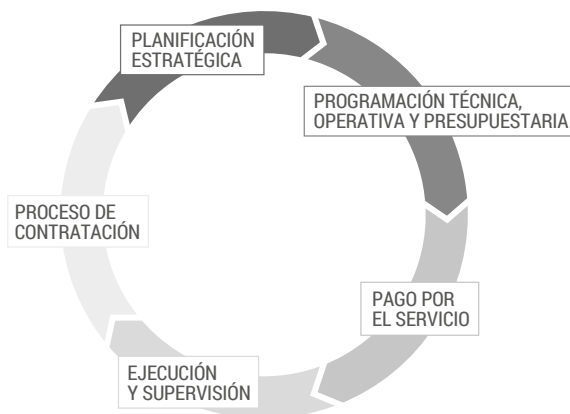 PLANIFICACIÓN
ESTRATÉGICA
PROGRAMACIÓN TÉCNICA,
OPERATIVA Y PRESUPUESTARIA
PROCESO DE
CONTRATACIÓN
PAGO POR
EL SERVICIO
EJECUCIÓN
Y SUPERVISIÓN